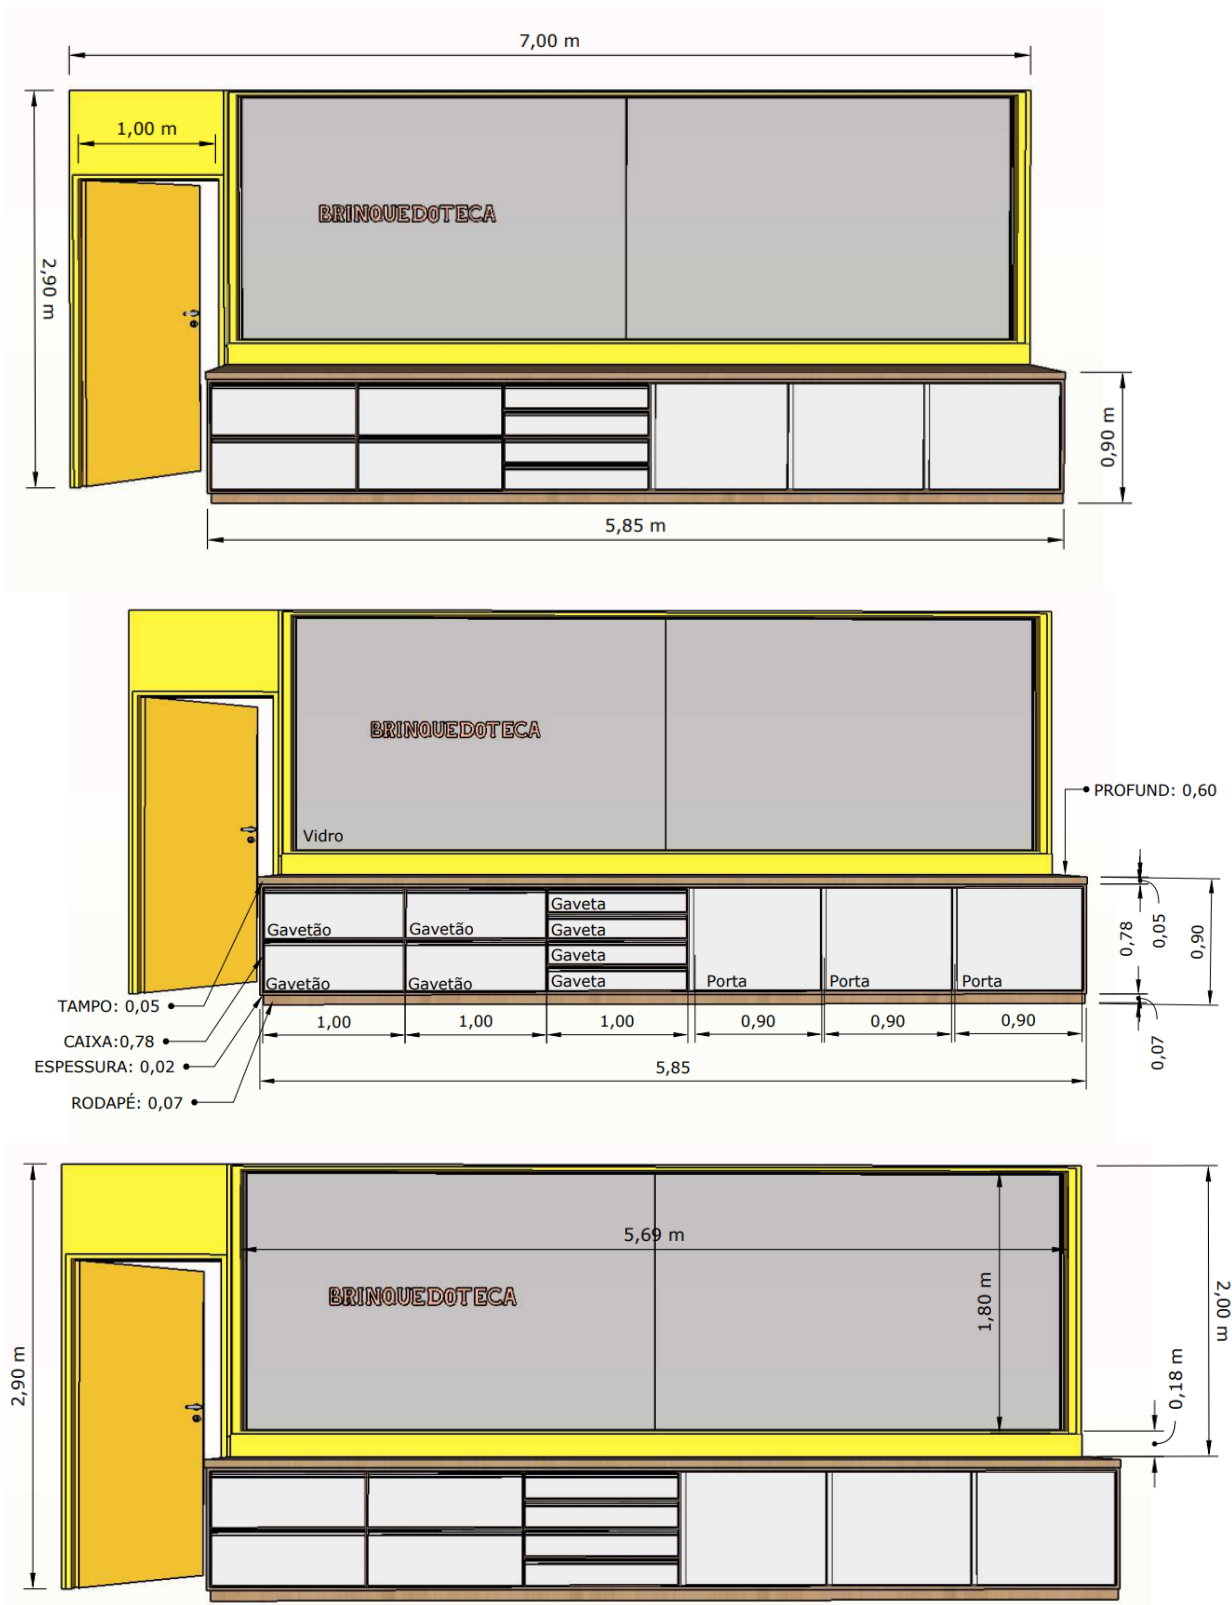 7,00 m
1,00 m
BRINQUEDOTECA
2,90 m
0,90 m
5,85 m
BRINQUEDOTECA
PROFUND: 0,60
Vidro
Gaveta
Gavetão
Gavetão
Gaveta
Gaveta
Gavetão
Gavetão
Gaveta
Porta
Porta
Porta
0,78
0,05
0,90
TAMPO: 0,05
1,00
1,00
1,00
0,90
0,90
0,90
CAIXA:0,78
0,07
ESPESSURA: 0,02
5,85
RODAPÉ: 0,07
5,69 m
BRINQUEDOTECA
1,80 m
2,00 m
2,90 m
0,18 m